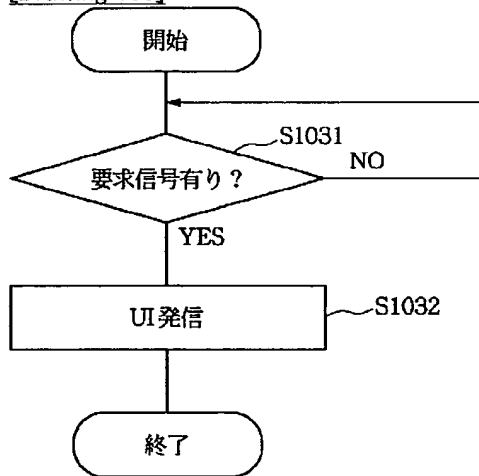 開始
S1031
要求信号有り?
NO
YES
UI発信
S1032
終了